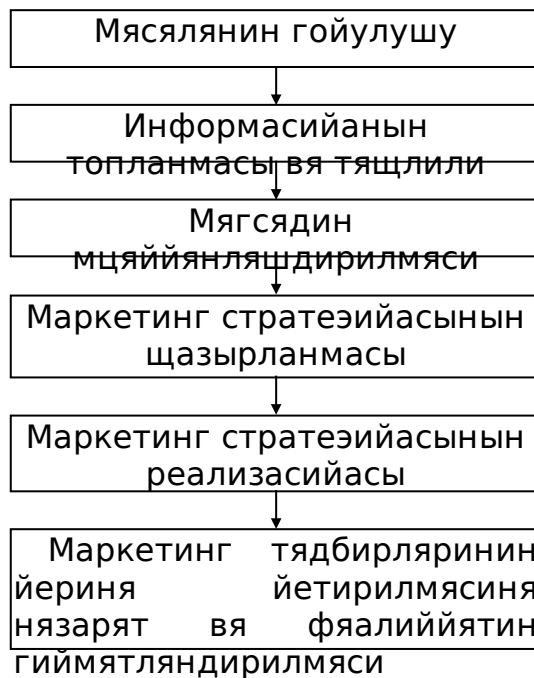 Мясялянин гойулушу
Информасийанын
топланмасы вя тящлили
Мягсядин
мцяййянляшдирилмяси
Маркетинг стратеэийасынын
щазырланмасы
Маркетинг стратеэийасынын
реализасийасы
Маркетинг тядбирляринин
йериня йетирилмясиня
нязарят вя фяалиййятин
гиймятляндирилмяси